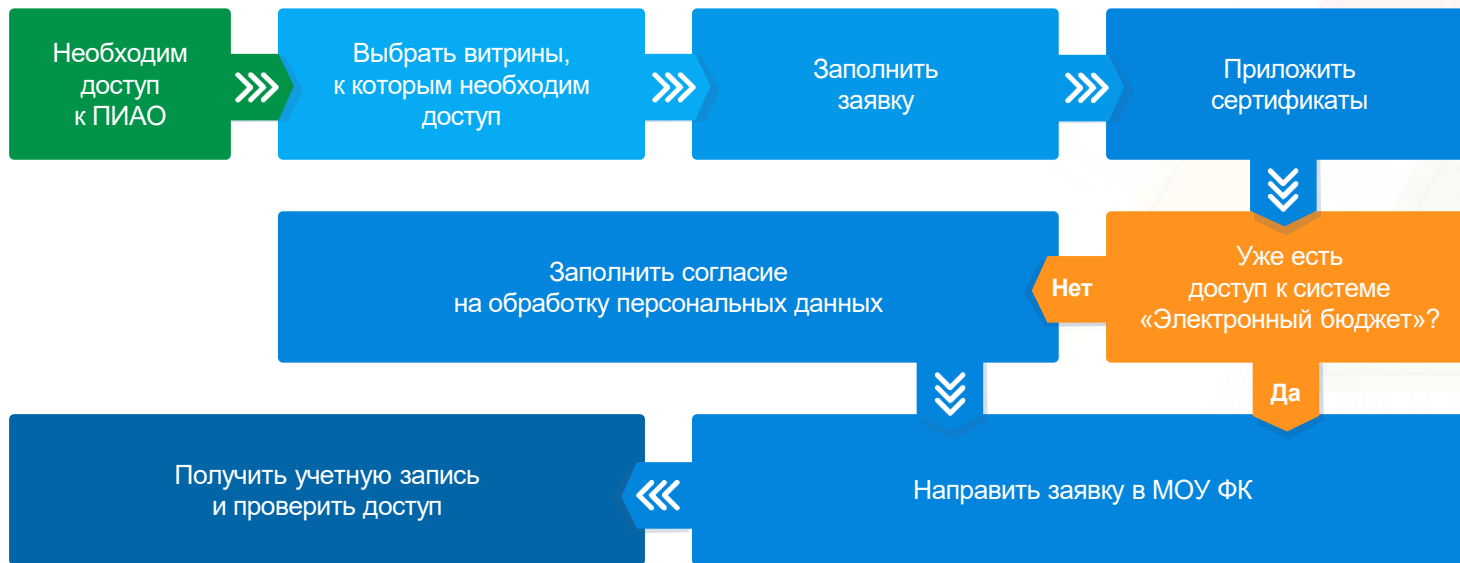 Необходим
доступ
к ПИАО
Выбрать витрины,
к которым необходим
доступ
Заполнить
заявку
Приложить
сертификаты
Уже есть
доступ к системе
«Электронный бюджет»?
Нет
Заполнить согласие
на обработку персональных данных
Да
Направить заявку в МОУ ФК
Получить учетную запись
и проверить доступ